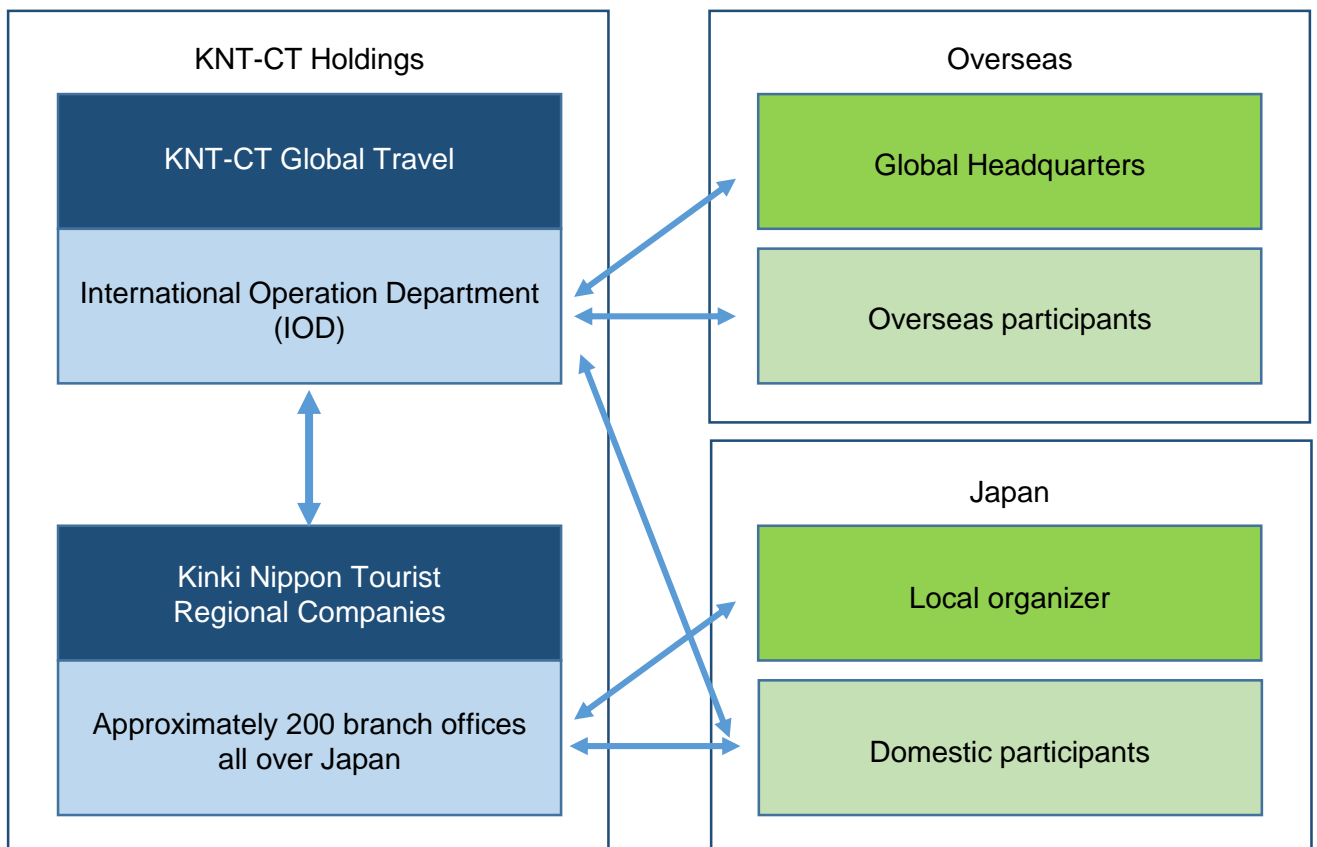 KNT-CT Holdings
KNT-CT Global Travel
International Operation Department
(IOD)
Kinki Nippon Tourist
Regional Companies
Approximately 200 branch offices
all over Japan
Overseas
Global Headquarters
Overseas participants
Japan
Local organizer
Domestic participants